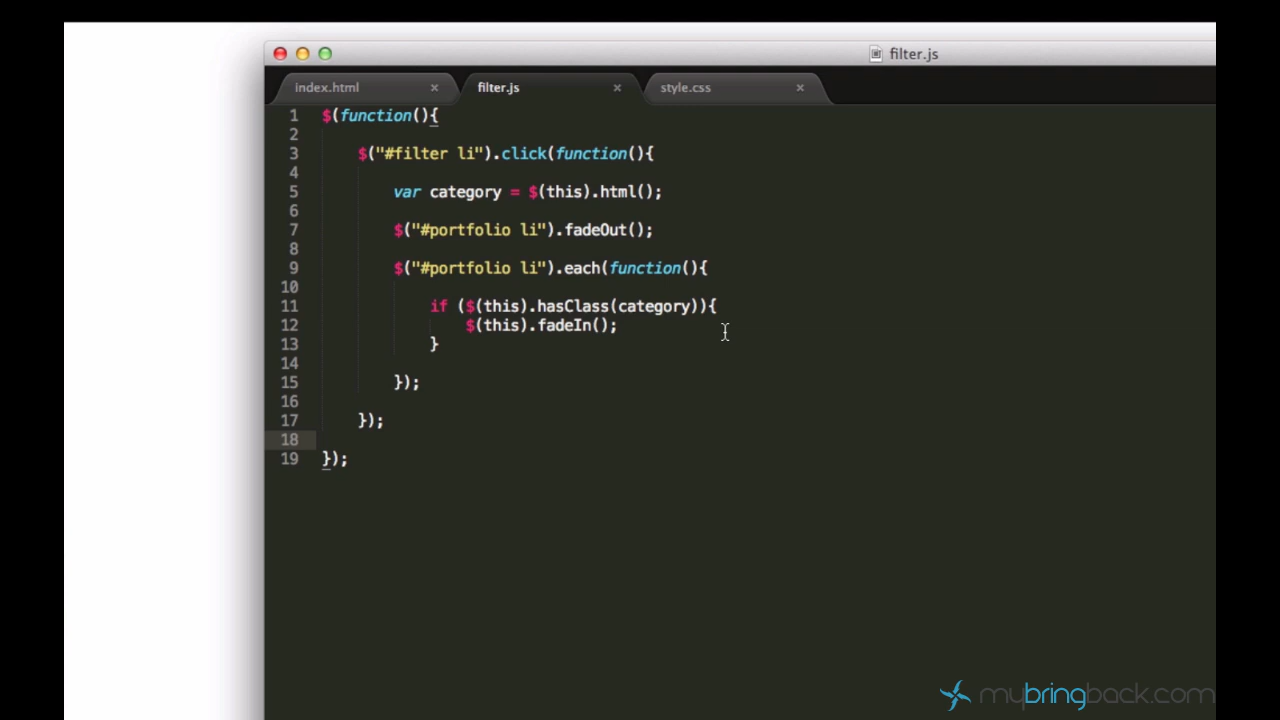 filter.js
index.html × filter.js × style.css ×
1 $(function(){
2
3 $("#filter li").click(function(){
4
5 var category = $(this).html();
6
7 $("#portfolio li").fadeOut();
8
9 $("#portfolio li").each(function(){
10
11 if ($(this).hasClass(category)){
12 $(this).fadeIn();
13 }
14
15 });
16
17 });
18
19 });
mybringback.com